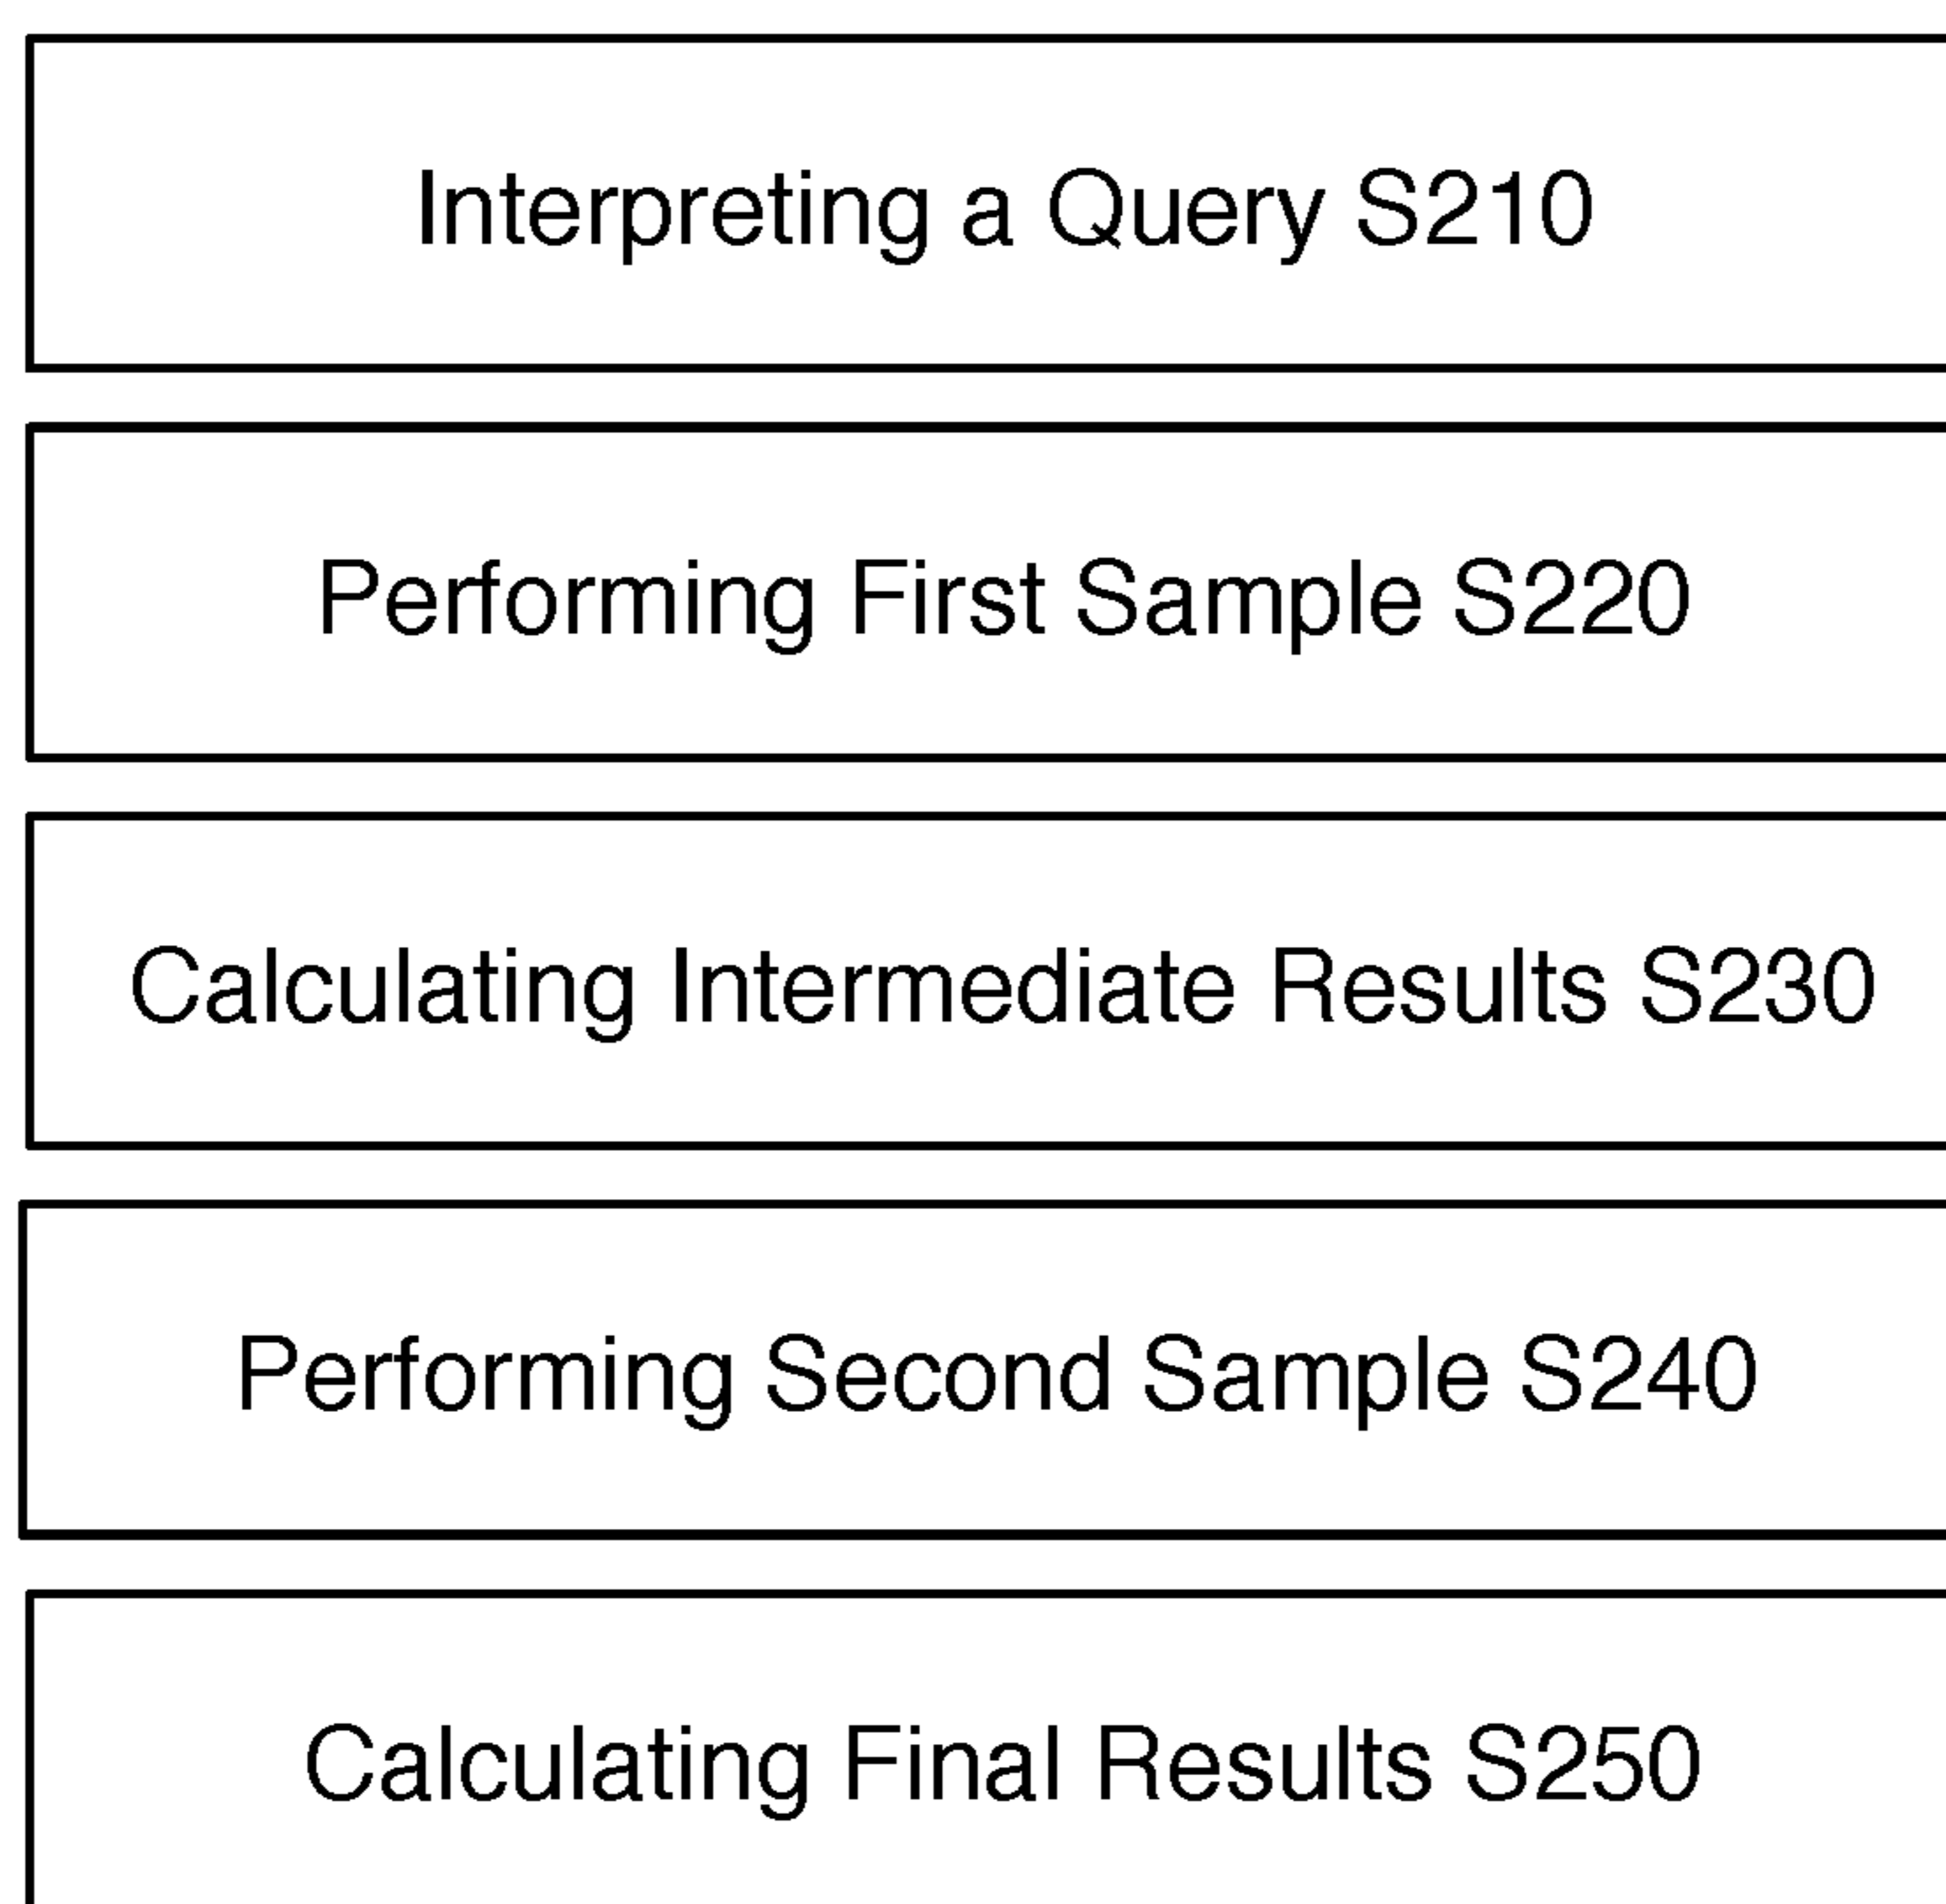 Interpreting a Query S210
Performing First Sample S220
Calculating Intermediate Results S230
Performing Second Sample S240
Calculating Final Results S250